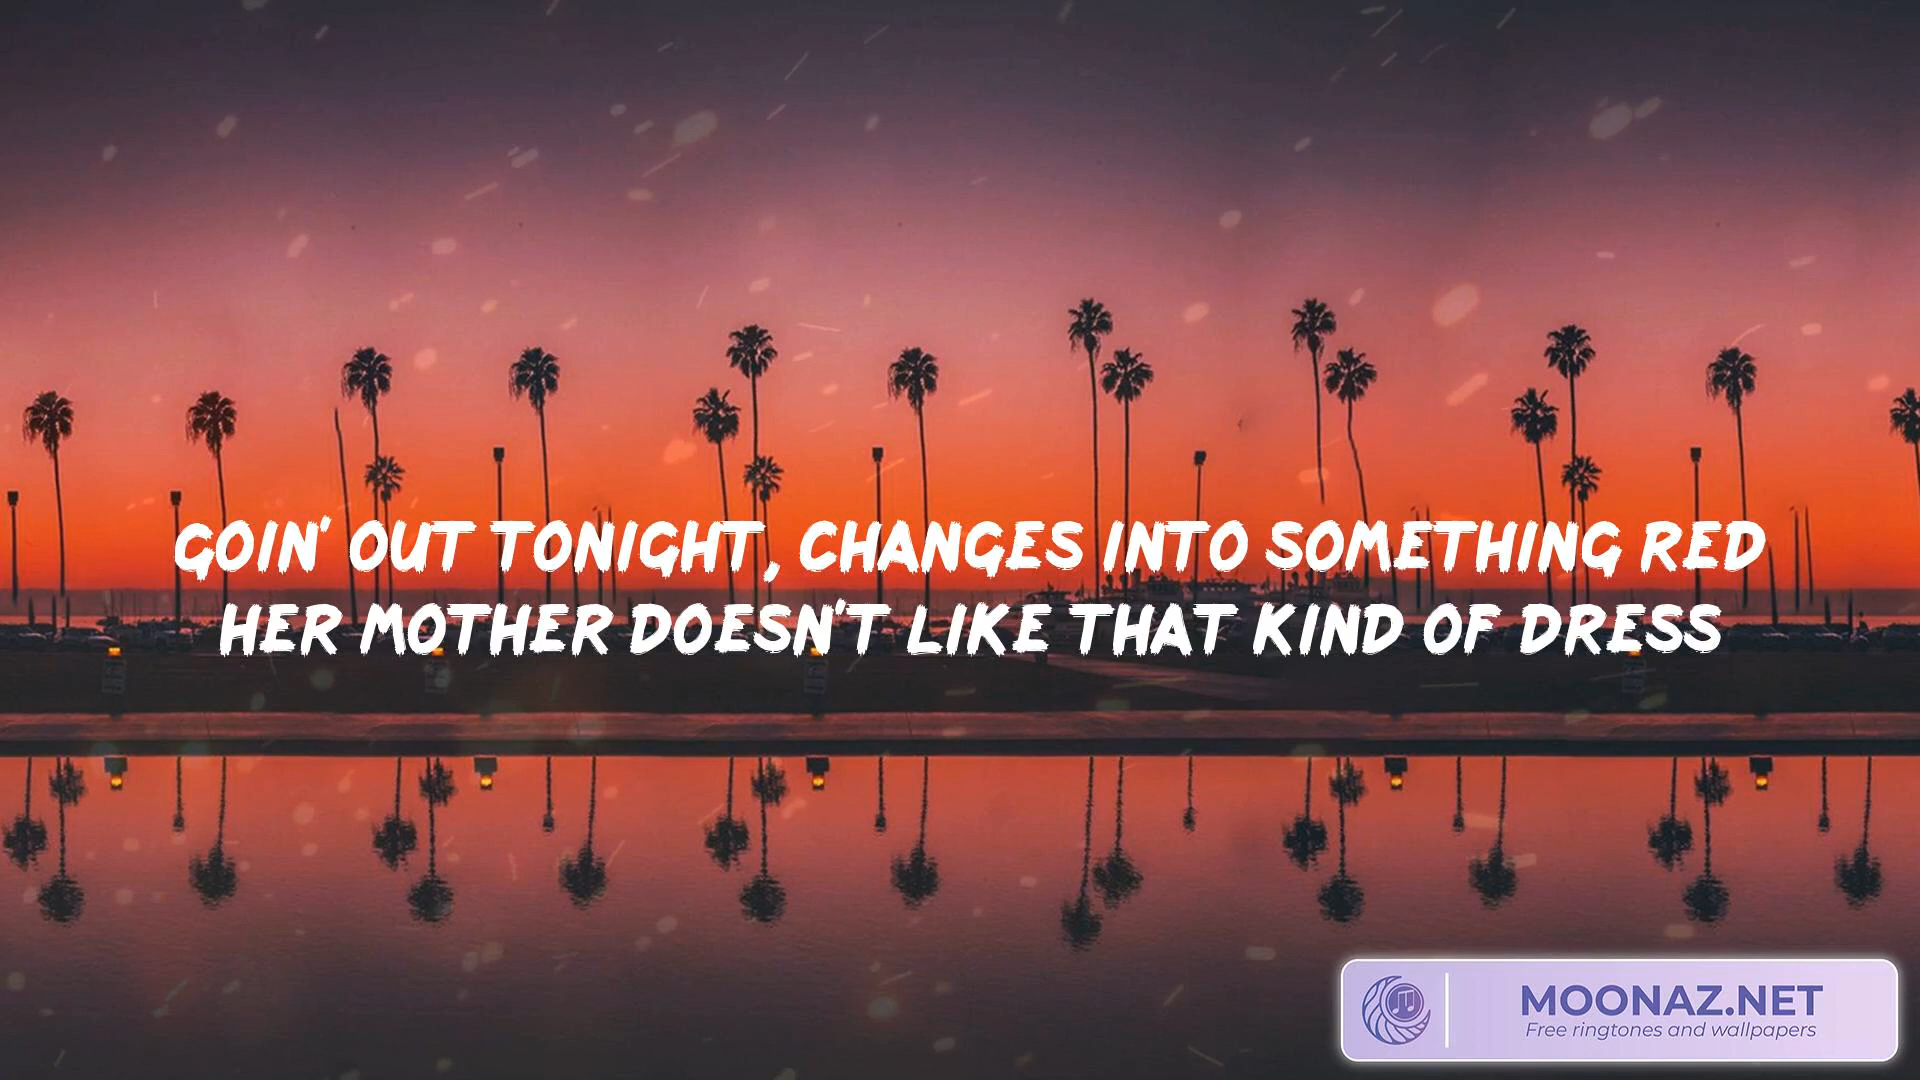 GOIN' OUT TONIGHT, CHANGES INTO SOMETHING RED
HER MOTHER DOESN'T LIKE THAT KIND OF DRESS
MOONAZ.NET
Free ringtones and wallpapers